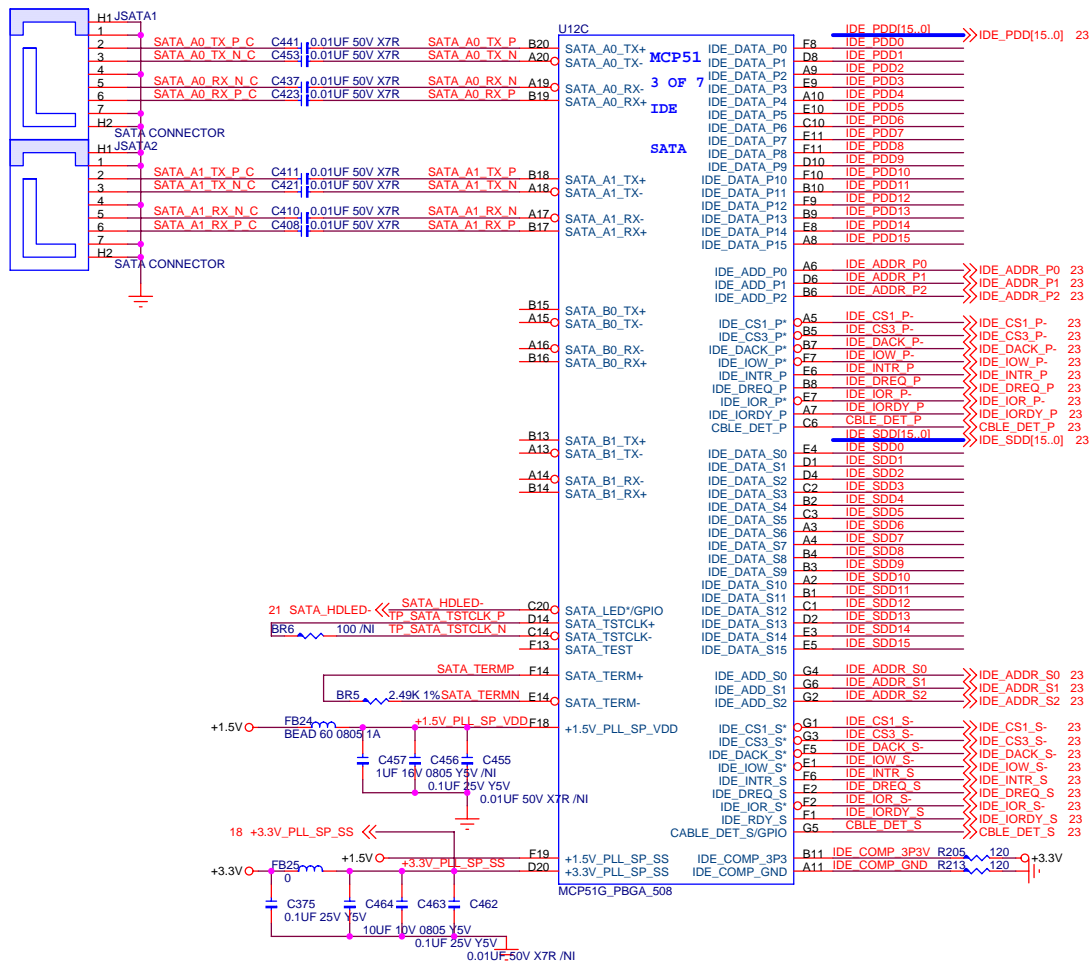 H1 JSATA1
1
2 SATA_A0_TX_P_C C441 0.01UF 50V X7R SATA_A0_TX_P B20 SATA_A0_TX+
3 SATA_A0_TX_N_C C453 0.01UF 50V X7R SATA_A0_TX_N A20 SATA_A0_TX-
4
5 SATA_A0_RX_N_C C437 0.01UF 50V X7R SATA_A0_RX_N A19 SATA_A0_RX-
6 SATA_A0_RX_P_C C423 0.01UF 50V X7R SATA_A0_RX_P B19 SATA_A0_RX+
7
H2
SATA CONNECTOR
H1 JSATA2
1
2 SATA_A1_TX_P_C C411 0.01UF 50V X7R SATA_A1_TX_P B18 SATA_A1_TX+
3 SATA_A1_TX_N_C C421 0.01UF 50V X7R SATA_A1_TX_N A18 SATA_A1_TX-
4
5 SATA_A1_RX_N_C C410 0.01UF 50V X7R SATA_A1_RX_N A17 SATA_A1_RX-
6 SATA_A1_RX_P_C C408 0.01UF 50V X7R SATA_A1_RX_P B17 SATA_A1_RX+
7
H2
SATA CONNECTOR
B15 SATA_B0_TX+
A15 SATA_B0_TX-
A16 SATA_B0_RX-
B16 SATA_B0_RX+
B13 SATA_B1_TX+
A13 SATA_B1_TX-
A14 SATA_B1_RX-
B14 SATA_B1_RX+
21 SATA_HDLED- SATA_HDLED- C20 SATA_LED*/GPIO
TP_SATA_TSTCLK_P D14 SATA_TSTCLK+
BR6 100 /NI TP_SATA_TSTCLK_N C14 SATA_TSTCLK-
F13 SATA_TEST
SATA_TERMP F14 SATA_TERM+
BR5 2.49K 1% SATA_TERMN E14 SATA_TERM-
+1.5V FB24 +1.5V_PLL_SP_VDD F18 +1.5V_PLL_SP_VDD
BEAD 60 0805 1A
C457 C456 C455
1UF 16V 0805 Y5V /NI
0.1UF 25V Y5V
0.01UF 50V X7R /NI
18 +3.3V_PLL_SP_SS
+1.5V F19 +1.5V_PLL_SP_SS
+3.3V FB25 +3.3V_PLL_SP_SS D20 +3.3V_PLL_SP_SS
0
C375 C464 C463 C462
0.1UF 25V Y5V
10UF 10V 0805 Y5V
0.1UF 25V Y5V
0.01UF 50V X7R /NI
U12C
MCP51
3 OF 7
IDE
SATA
MCP51G_PBGA_508
IDE_PDD[15..0] IDE_PDD[15..0] 23
IDE_DATA_P0 F8 IDE_PDD0
IDE_DATA_P1 D8 IDE_PDD1
IDE_DATA_P2 A9 IDE_PDD2
IDE_DATA_P3 E9 IDE_PDD3
IDE_DATA_P4 A10 IDE_PDD4
IDE_DATA_P5 E10 IDE_PDD5
IDE_DATA_P6 C10 IDE_PDD6
IDE_DATA_P7 E11 IDE_PDD7
IDE_DATA_P8 F11 IDE_PDD8
IDE_DATA_P9 D10 IDE_PDD9
IDE_DATA_P10 F10 IDE_PDD10
IDE_DATA_P11 B10 IDE_PDD11
IDE_DATA_P12 F9 IDE_PDD12
IDE_DATA_P13 B9 IDE_PDD13
IDE_DATA_P14 E8 IDE_PDD14
IDE_DATA_P15 A8 IDE_PDD15
IDE_ADD_P0 A6 IDE_ADDR_P0 IDE_ADDR_P0 23
IDE_ADD_P1 D6 IDE_ADDR_P1 IDE_ADDR_P1 23
IDE_ADD_P2 B6 IDE_ADDR_P2 IDE_ADDR_P2 23
IDE_CS1_P* A5 IDE_CS1_P- IDE_CS1_P- 23
IDE_CS3_P* B5 IDE_CS3_P- IDE_CS3_P- 23
IDE_DACK_P* B7 IDE_DACK_P- IDE_DACK_P- 23
IDE_IOW_P* F7 IDE_IOW_P- IDE_IOW_P- 23
IDE_INTR_P E6 IDE_INTR_P IDE_INTR_P 23
IDE_DREQ_P B8 IDE_DREQ_P IDE_DREQ_P 23
IDE_IOR_P* E7 IDE_IOR_P- IDE_IOR_P- 23
IDE_IORDY_P A7 IDE_IORDY_P IDE_IORDY_P 23
CBLE_DET_P C6 CBLE_DET_P CBLE_DET_P 23
IDE_SDD[15..0] IDE_SDD[15..0] 23
IDE_DATA_S0 E4 IDE_SDD0
IDE_DATA_S1 D1 IDE_SDD1
IDE_DATA_S2 D4 IDE_SDD2
IDE_DATA_S3 C2 IDE_SDD3
IDE_DATA_S4 B2 IDE_SDD4
IDE_DATA_S5 C3 IDE_SDD5
IDE_DATA_S6 A3 IDE_SDD6
IDE_DATA_S7 A4 IDE_SDD7
IDE_DATA_S8 B4 IDE_SDD8
IDE_DATA_S9 B3 IDE_SDD9
IDE_DATA_S10 A2 IDE_SDD10
IDE_DATA_S11 B1 IDE_SDD11
IDE_DATA_S12 C1 IDE_SDD12
IDE_DATA_S13 D2 IDE_SDD13
IDE_DATA_S14 E3 IDE_SDD14
IDE_DATA_S15 E5 IDE_SDD15
IDE_ADD_S0 G4 IDE_ADDR_S0 IDE_ADDR_S0 23
IDE_ADD_S1 G6 IDE_ADDR_S1 IDE_ADDR_S1 23
IDE_ADD_S2 G2 IDE_ADDR_S2 IDE_ADDR_S2 23
IDE_CS1_S* G1 IDE_CS1_S- IDE_CS1_S- 23
IDE_CS3_S* G3 IDE_CS3_S- IDE_CS3_S- 23
IDE_DACK_S* F5 IDE_DACK_S- IDE_DACK_S- 23
IDE_IOW_S* E1 IDE_IOW_S- IDE_IOW_S- 23
IDE_INTR_S F6 IDE_INTR_S IDE_INTR_S 23
IDE_DREQ_S E2 IDE_DREQ_S IDE_DREQ_S 23
IDE_IOR_S* F2 IDE_IOR_S- IDE_IOR_S- 23
IDE_RDY_S F1 IDE_IORDY_S IDE_IORDY_S 23
CABLE_DET_S/GPIO G5 CBLE_DET_S CBLE_DET_S 23
IDE_COMP_3P3 B11 IDE_COMP_3P3V R205 120 +3.3V
IDE_COMP_GND A11 IDE_COMP_GND R213 120